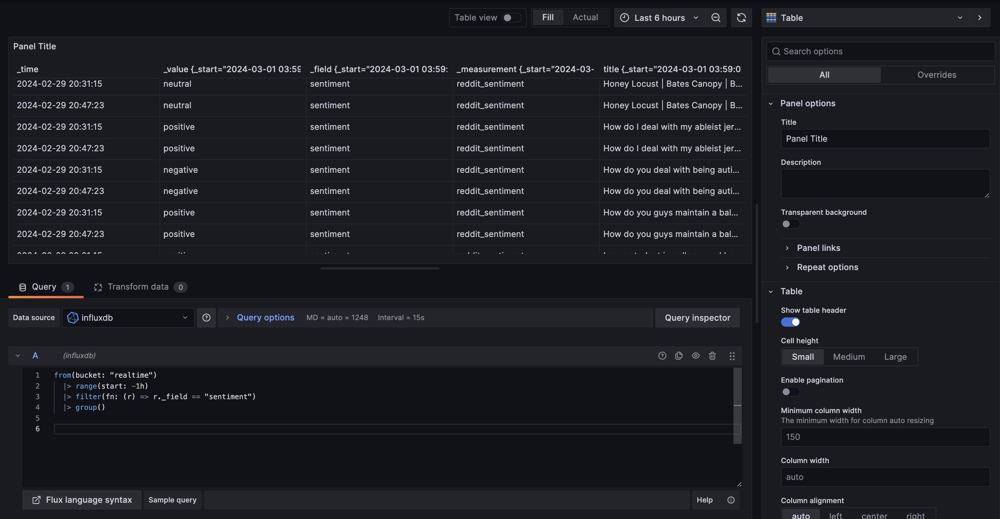 Table view
Fill Actual
Last 6 hours
Table
Panel Title
_time _value {_start="2024-03-01 03:59 _field {_start="2024-03-01 03:59: _measurement {_start="2024-03- title {_start="2024-03-01 03:59:0
2024-02-29 20:31:15 neutral sentiment reddit_sentiment Honey Locust | Bates Canopy | B...
2024-02-29 20:47:23 neutral sentiment reddit_sentiment Honey Locust | Bates Canopy | B...
2024-02-29 20:31:15 positive sentiment reddit_sentiment How do I deal with my ableist jer...
2024-02-29 20:47:23 positive sentiment reddit_sentiment How do I deal with my ableist jer...
2024-02-29 20:31:15 negative sentiment reddit_sentiment How do you deal with being auti...
2024-02-29 20:47:23 negative sentiment reddit_sentiment How do you deal with being auti...
2024-02-29 20:31:15 positive sentiment reddit_sentiment How do you guys maintain a bal...
2024-02-29 20:47:23 positive sentiment reddit_sentiment How do you guys maintain a bal...
Query 1 Transform data 0
Data source influxdb Query options MD = auto = 1248 Interval = 15s Query inspector
A (influxdb)
1 from(bucket: "realtime")
2 |> range(start: -1h)
3 |> filter(fn: (r) => r._field == "sentiment")
4 |> group()
5
6
Flux language syntax Sample query Help
Search options
All Overrides
Panel options
Title
Panel Title
Description
Transparent background
Panel links
Repeat options
Table
Show table header
Cell height
Small Medium Large
Enable pagination
Minimum column width
The minimum width for column auto resizing
150
Column width
auto
Column alignment
auto left center right